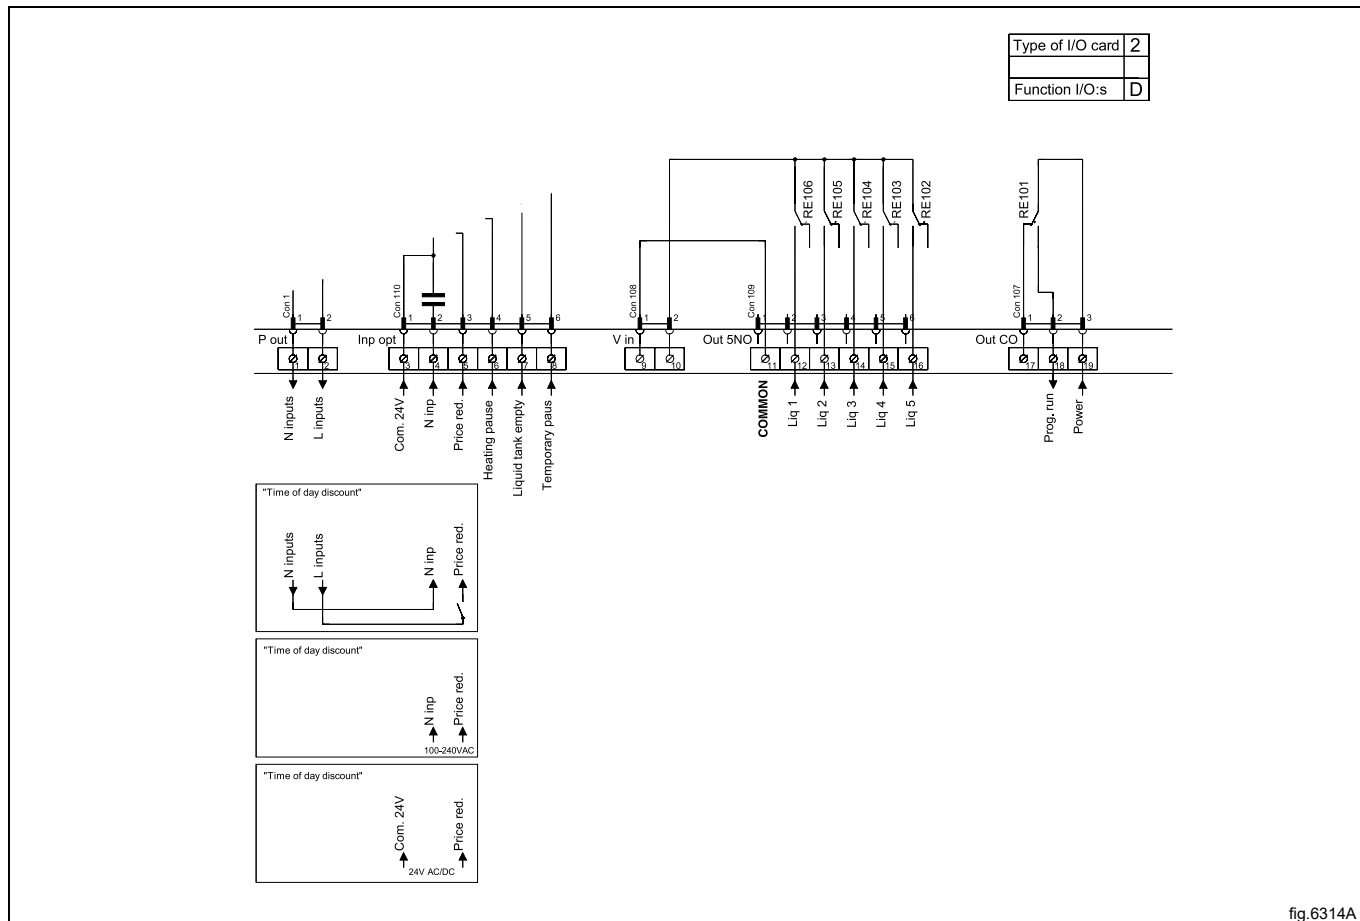 Type of I/O card 2
Function I/O:s D
RE106
RE105
RE104
RE103
RE102
RE101
Con 1
Con 110
Con 108
Con 109
Con 107
1 2
1 2 3 4 5 6
1 2
1 2 3 4 5 6
1 2 3
P out
Inp opt
V in
Out 5NO
Out CO
1 2
3 4 5 6 7 8
9 10
11 12 13 14 15 16
17 18 19
N inputs
L inputs
Com. 24V
N inp
Price red.
Heating pause
Liquid tank empty
Temporary paus
COMMON
Liq 1
Liq 2
Liq 3
Liq 4
Liq 5
Prog. run
Power
"Time of day discount"
N inputs
L inputs
N inp
Price red.
"Time of day discount"
N inp
Price red.
100-240VAC
"Time of day discount"
Com. 24V
Price red.
24V AC/DC
fig.6314A